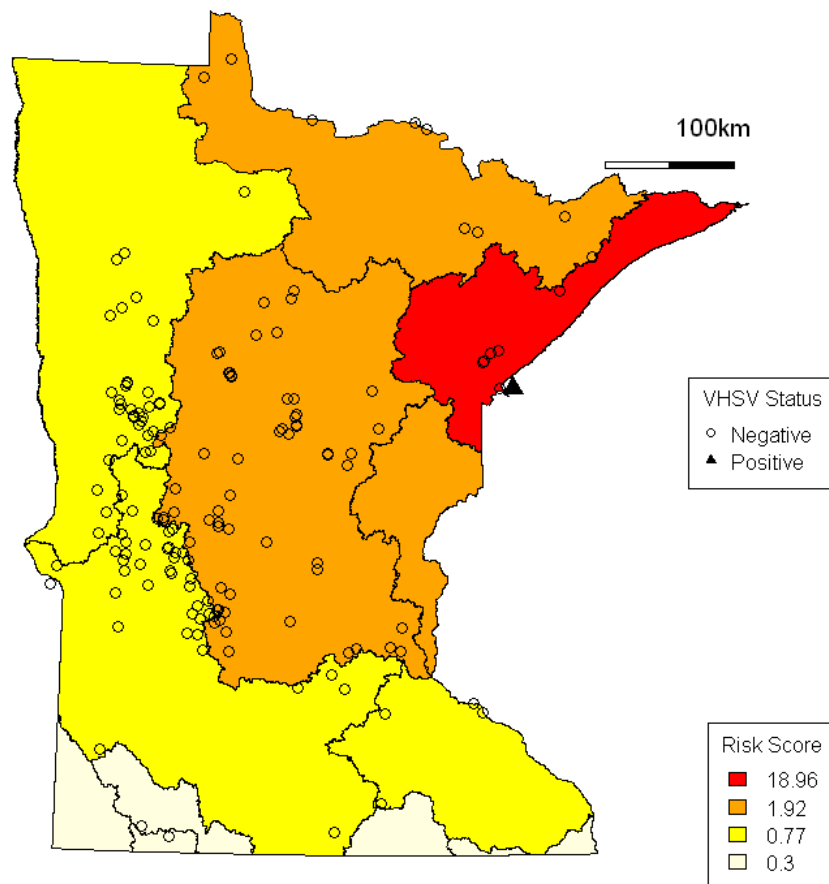 100km
VHSV Status
Negative
Positive
Risk Score
18.96
1.92
0.77
0.3